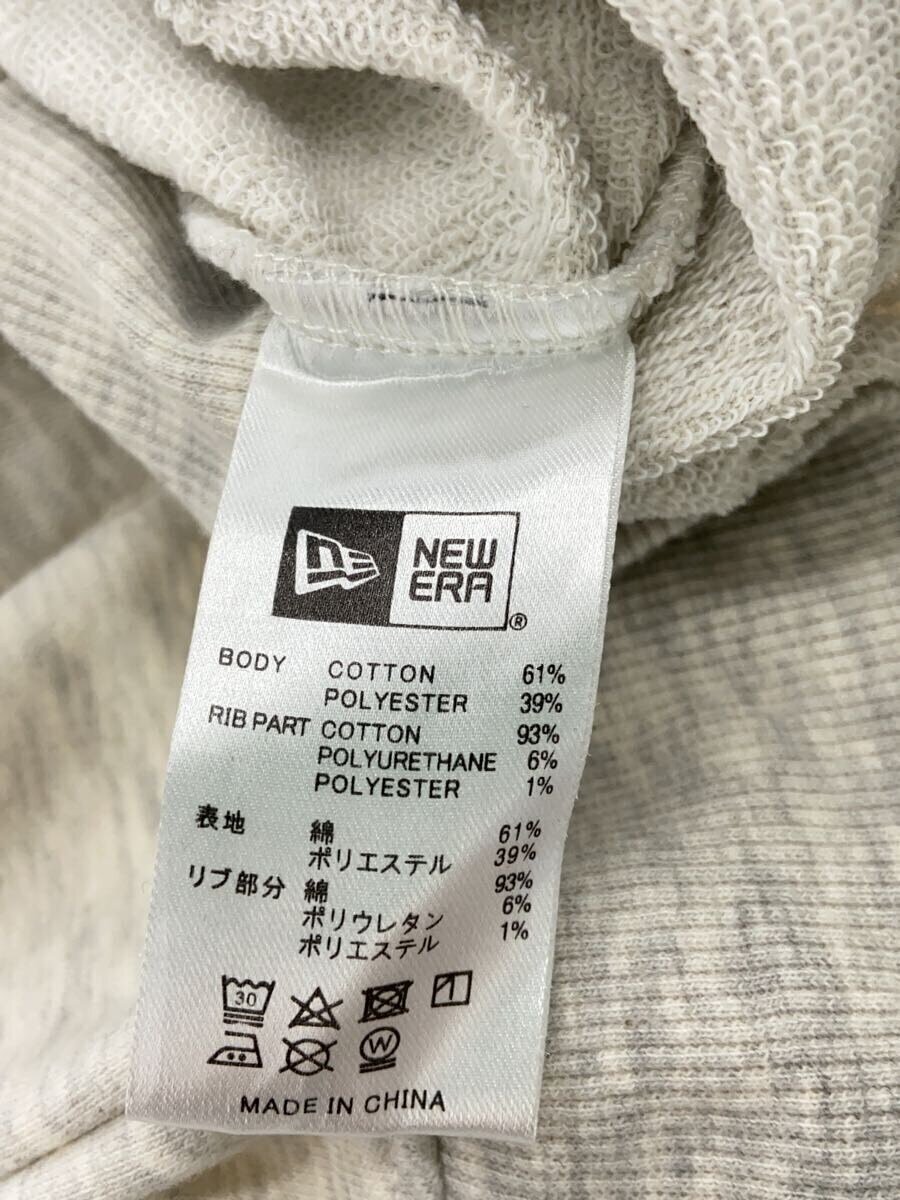 NEW
ERA
®
BODY COTTON 61%
POLYESTER 39%
RIB PART COTTON 93%
POLYURETHANE 6%
POLYESTER 1%
表地 綿 61%
ポリエステル 39%
リブ部分 綿 93%
ポリウレタン 6%
ポリエステル 1%
30
W
MADE IN CHINA